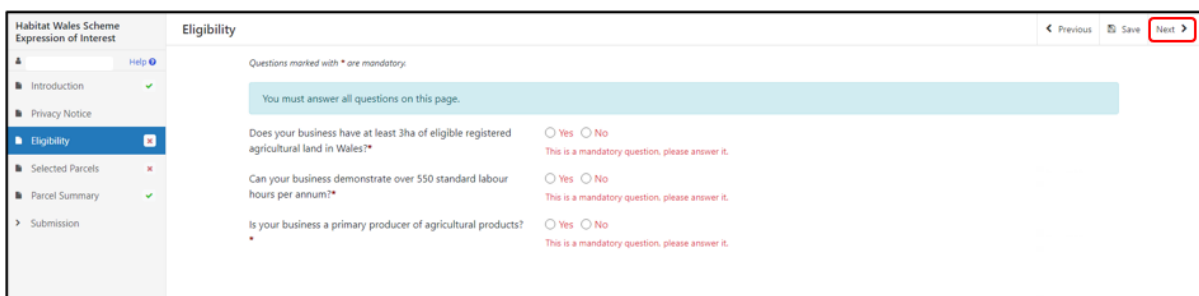 Habitat Wales Scheme
Expression of Interest
Help
Introduction
Privacy Notice
Eligibility
Selected Parcels
Parcel Summary
Submission
Eligibility
Previous
Save
Next
Questions marked with * are mandatory.
You must answer all questions on this page.
Does your business have at least 3ha of eligible registered
agricultural land in Wales?*
Yes No
This is a mandatory question, please answer it.
Can your business demonstrate over 550 standard labour
hours per annum?*
Yes No
This is a mandatory question, please answer it.
Is your business a primary producer of agricultural products?
*
Yes No
This is a mandatory question, please answer it.